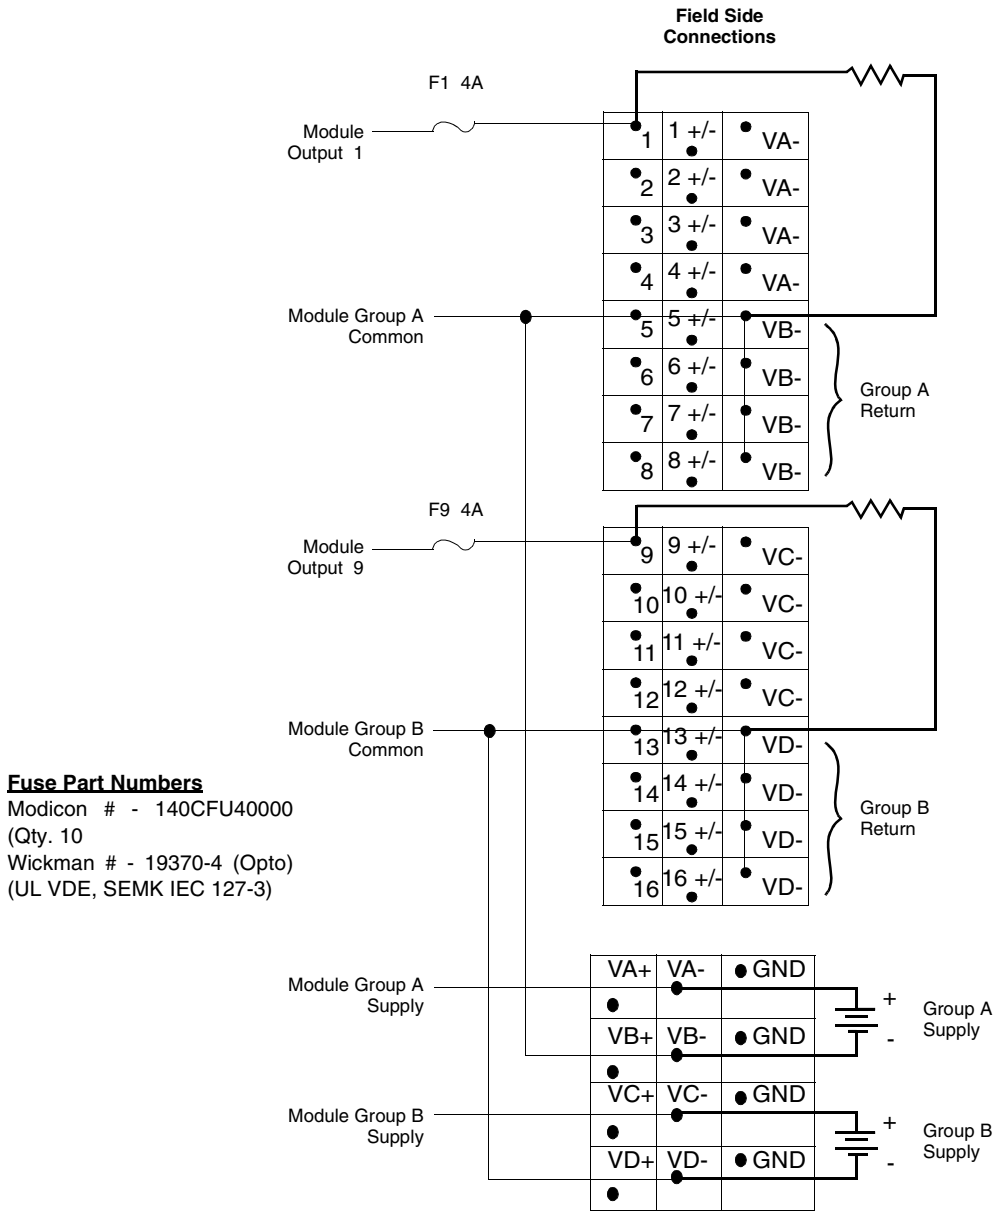 Field Side
Connections
F1 4A
Module
Output 1
1 1 +/- VA-
2 2 +/- VA-
3 3 +/- VA-
4 4 +/- VA-
Module Group A
Common
5 5 +/- VB-
6 6 +/- VB-
7 7 +/- VB-
8 8 +/- VB-
Group A
Return
F9 4A
Module
Output 9
9 9 +/- VC-
10 10 +/- VC-
11 11 +/- VC-
12 12 +/- VC-
Module Group B
Common
13 13 +/- VD-
14 14 +/- VD-
15 15 +/- VD-
16 16 +/- VD-
Group B
Return
Fuse Part Numbers
Modicon # - 140CFU40000
(Qty. 10
Wickman # - 19370-4 (Opto)
(UL VDE, SEMK IEC 127-3)
VA+ VA- GND
Module Group A
Supply
VB+ VB- GND
+
-
Group A
Supply
VC+ VC- GND
Module Group B
Supply
VD+ VD- GND
+
-
Group B
Supply